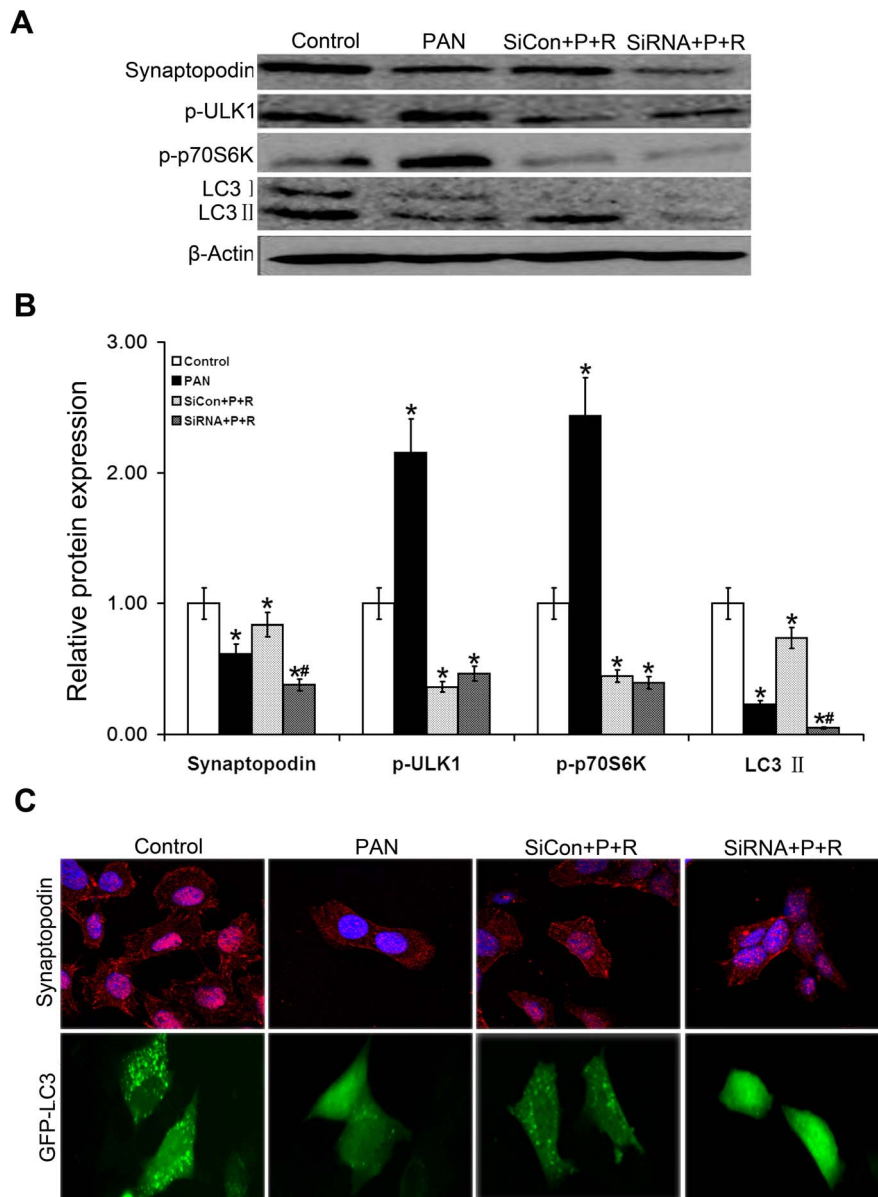 A
Control PAN SiCon+P+R SiRNA+P+R
Synaptopodin
p-ULK1
p-p70S6K
LC3 Ⅰ
LC3 Ⅱ
β-Actin
B
3.00
2.00
1.00
0.00
Relative protein expression
Control
PAN
SiCon+P+R
SiRNA+P+R
* * *#
* * *
* * *
* * *#
Synaptopodin p-ULK1 p-p70S6K LC3 Ⅱ
C
Control PAN SiCon+P+R SiRNA+P+R
Synaptopodin
GFP-LC3